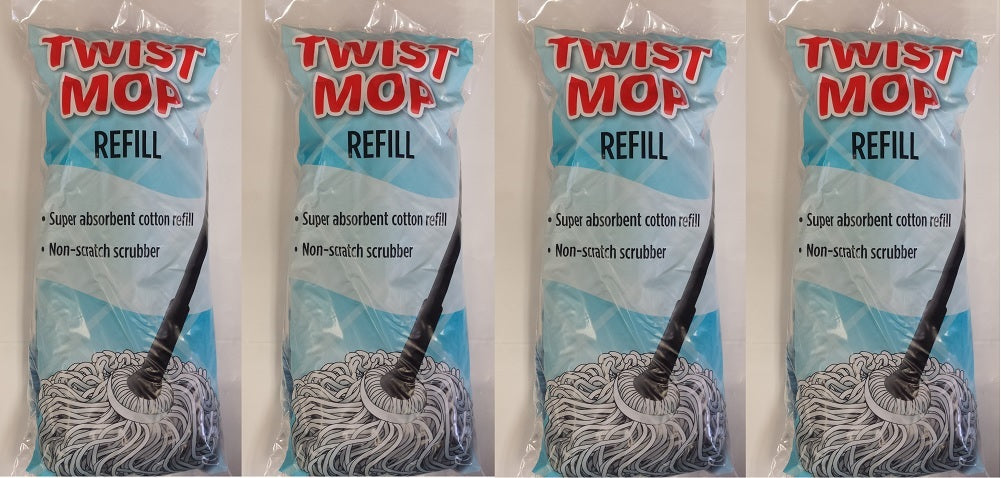 TWIST
MOP
REFILL
• Super absorbent cotton refill
• Non-scratch scrubber
TWIST
MOP
REFILL
• Super absorbent cotton refill
• Non-scratch scrubber
TWIST
MOP
REFILL
• Super absorbent cotton refill
• Non-scratch scrubber
TWIST
MOP
REFILL
• Super absorbent cotton refill
• Non-scratch scrubber